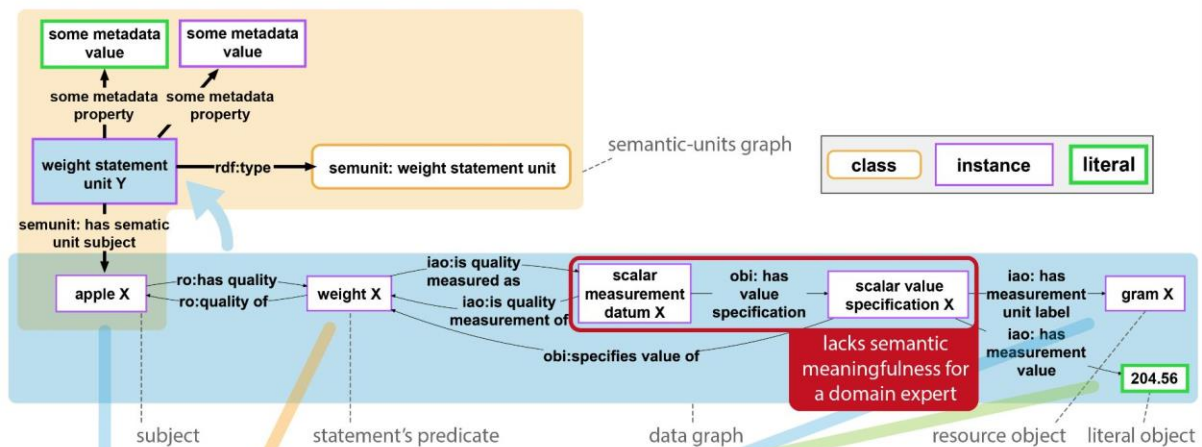 some metadata
value
some metadata
value
some metadata
property
some metadata
property
weight statement
unit Y
rdf:type
semunit: weight statement unit
semantic-units graph
class
instance
literal
semunit: has sematic
unit subject
apple X
ro:has quality
ro:quality of
weight X
iao:is quality
measured as
iao:is quality
measurement of
obi:specifies value of
scalar
measurement
datum X
obi: has
value
specification
scalar value
specification X
iao: has
measurement
unit label
gram X
iao: has
measurement
value
204.56
lacks semantic
meaningfulness for
a domain expert
subject
statement's predicate
data graph
resource object
literal object